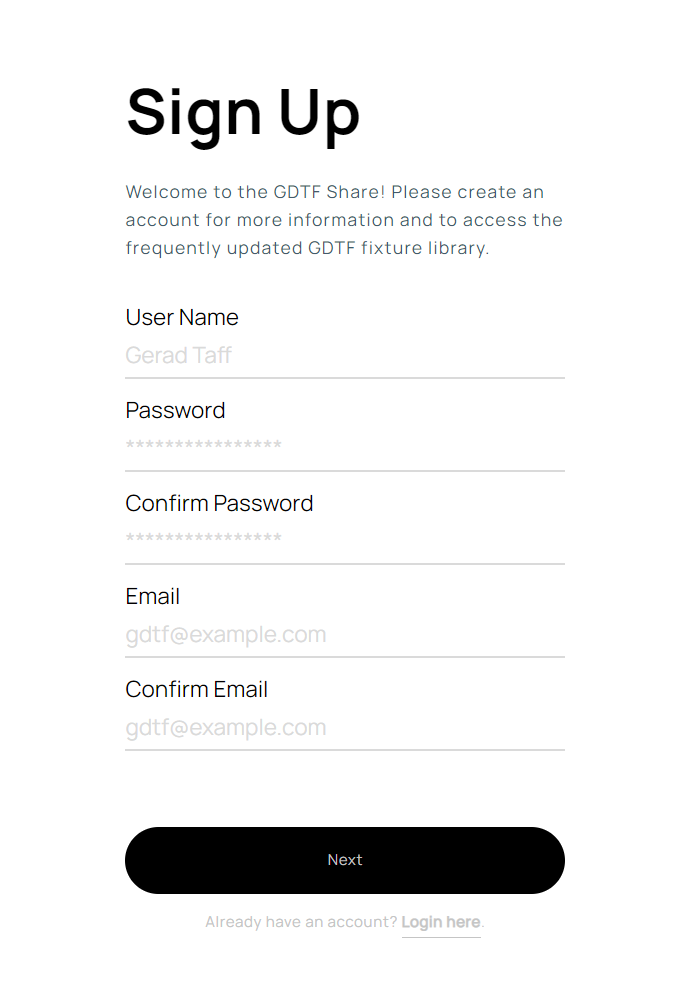 Sign Up
Welcome to the GDTF Share! Please create an
account for more information and to access the
frequently updated GDTF fixture library.
User Name
Gerad Taff
Password
****************
Confirm Password
****************
Email
gdtf@example.com
Confirm Email
gdtf@example.com
Next
Already have an account? Login here.